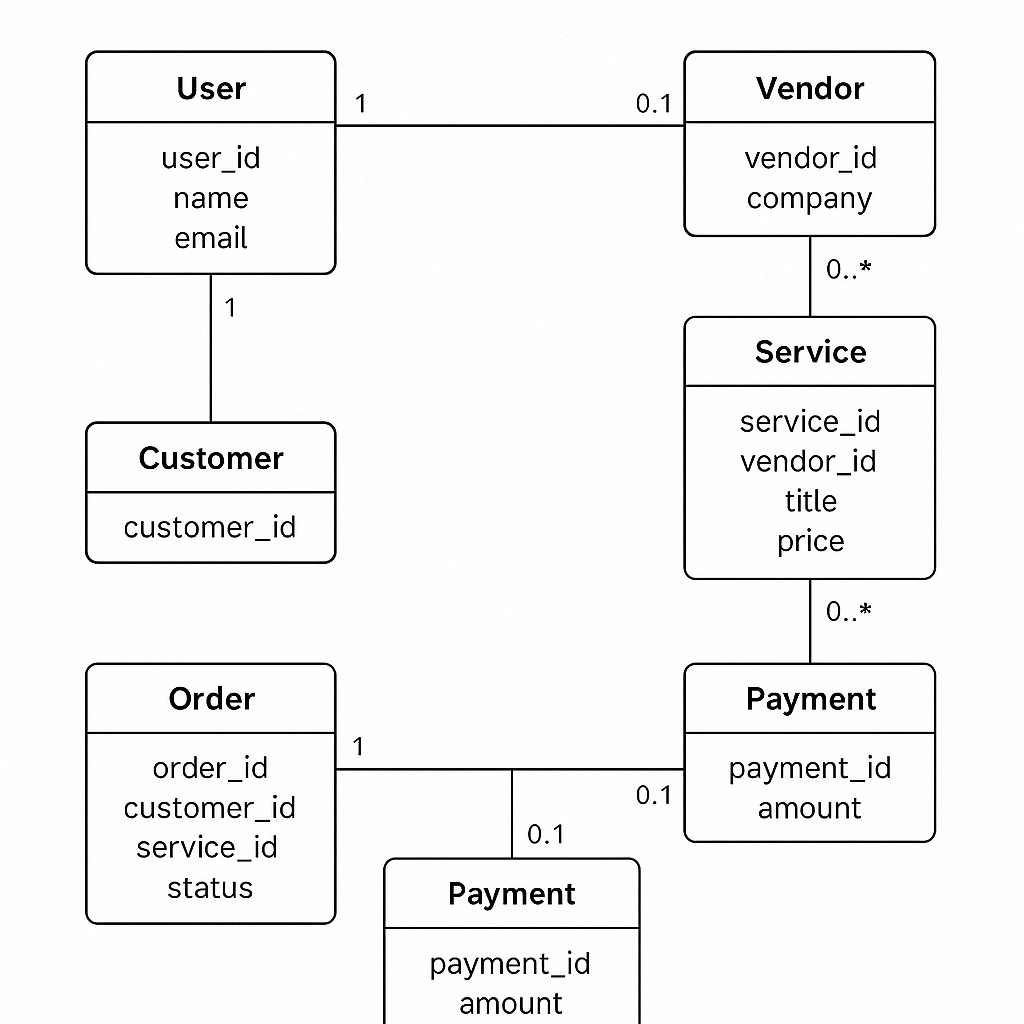 User
user_id
name
email
1
0.1
Vendor
vendor_id
company
0..*
1
Customer
customer_id
Service
service_id
vendor_id
title
price
0..*
Order
order_id
customer_id
service_id
status
1
0.1
Payment
payment_id
amount
0.1
Payment
payment_id
amount